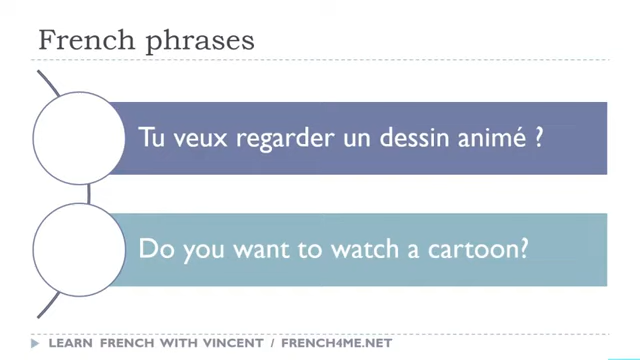 French phrases
Tu veux regarder un dessin animé ?
Do you want to watch a cartoon?
LEARN FRENCH WITH VINCENT / FRENCH4ME.NET